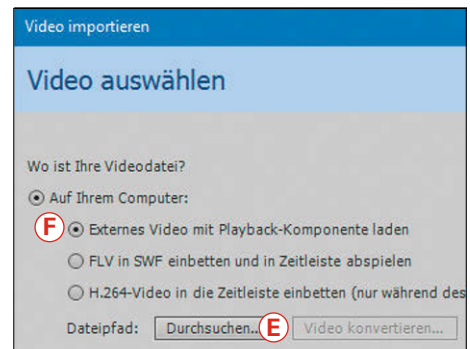 Video importieren
Video auswählen
Wo ist Ihre Videodatei?
Auf Ihrem Computer:
F Externes Video mit Playback-Komponente laden
FLV in SWF einbetten und in Zeitleiste abspielen
H.264-Video in die Zeitleiste einbetten (nur während des
Dateipfad: Durchsuchen... E Video konvertieren...